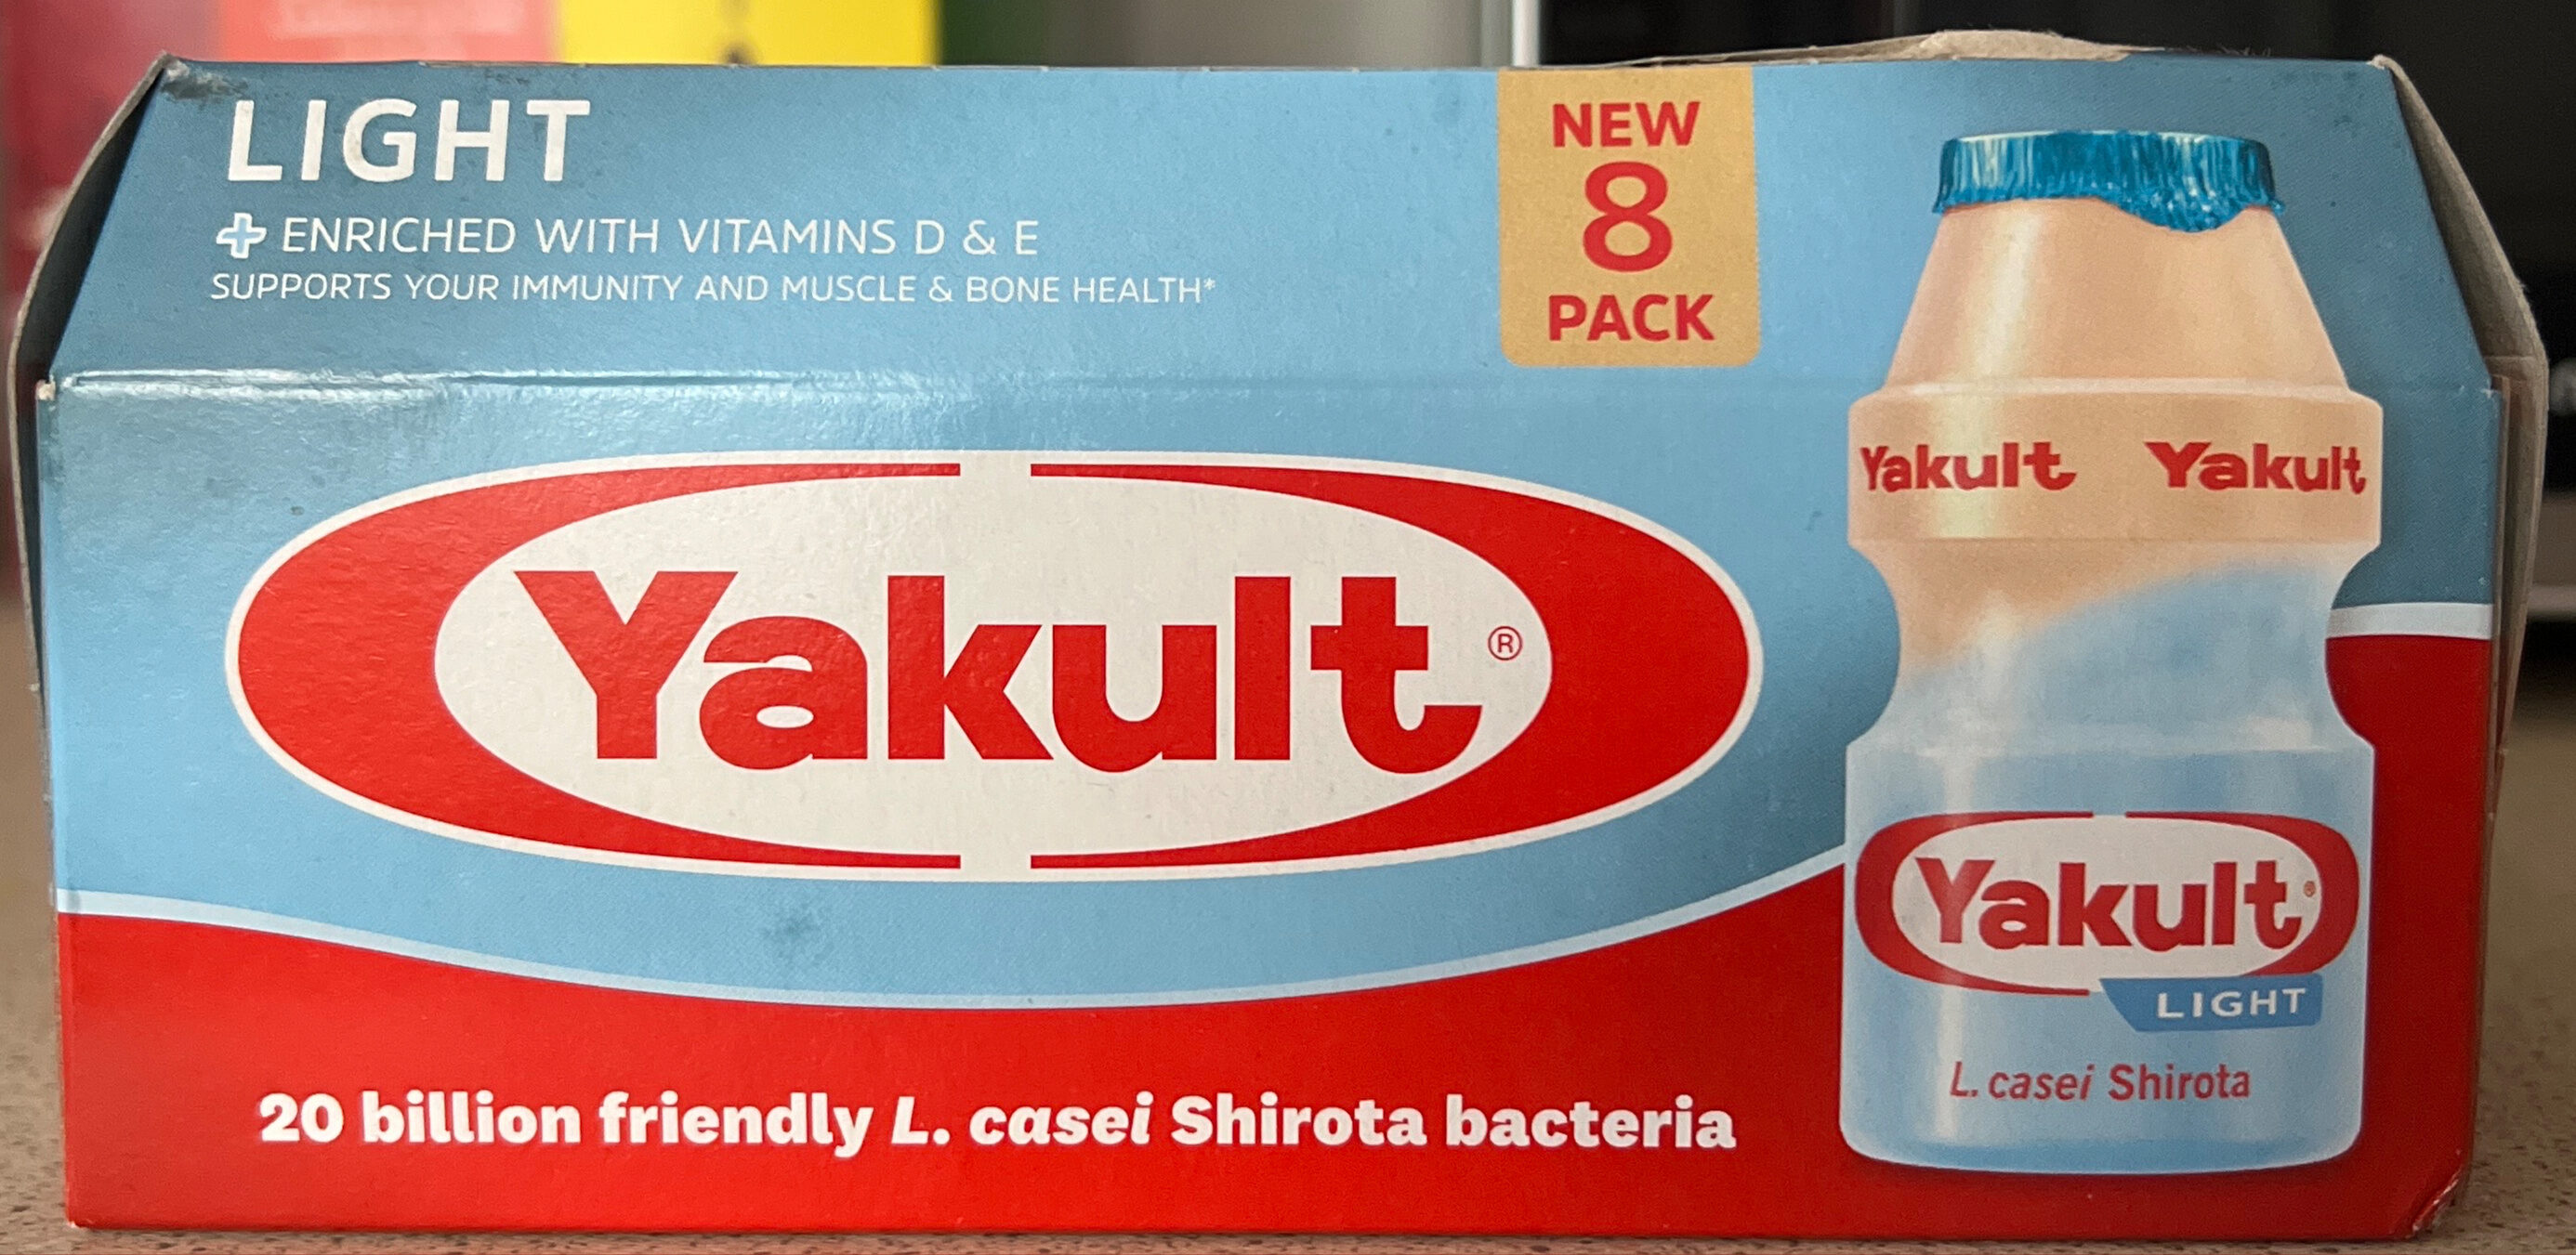 LIGHT
+ ENRICHED WITH VITAMINS D & E
SUPPORTS YOUR IMMUNITY AND MUSCLE & BONE HEALTH*
NEW
8
PACK
Yakult®
20 billion friendly L. casei Shirota bacteria
Yakult Yakult
Yakult®
LIGHT
L. casei Shirota